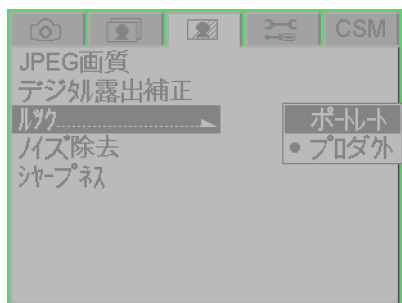 CSM
JPEG画質
デジタル露出補正
ルック
ポートレート
ノイズ除去
プロダクト
シャープネス